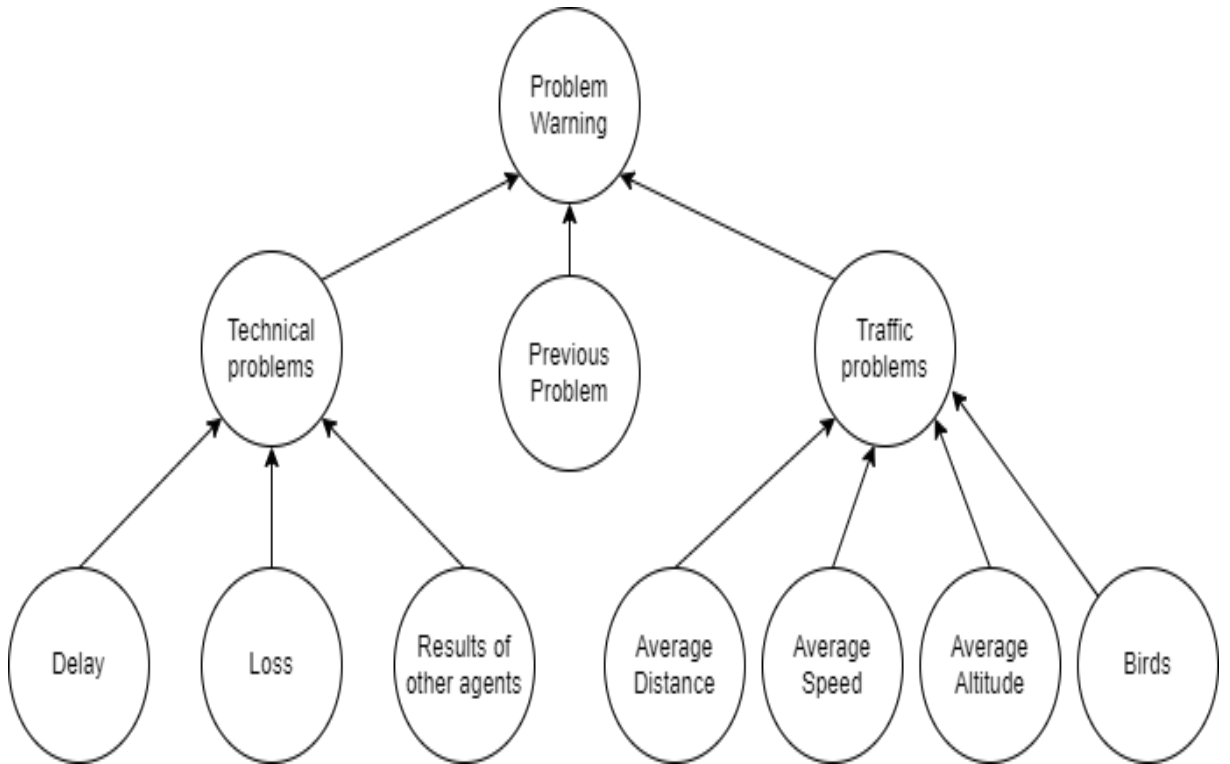 Problem
Warning
Technical
problems
Previous
Problem
Traffic
problems
Delay
Loss
Results of
other agents
Average
Distance
Average
Speed
Average
Altitude
Birds